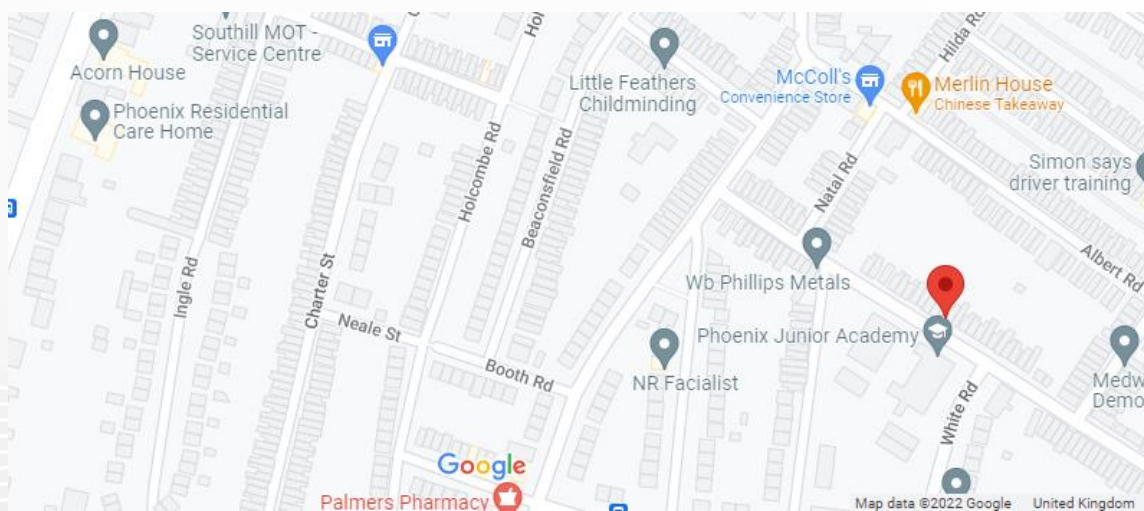 Southill MOT -
Service Centre
Acorn House
Phoenix Residential
Care Home
Little Feathers
Childminding
McColl's
Convenience Store
Hilda Rd
Merlin House
Chinese Takeaway
Simon says
driver training
Holcombe Rd
Beaconsfield Rd
Natal Rd
Albert Rd
Ingle Rd
Charter St
Neale St
Booth Rd
Wb Phillips Metals
Phoenix Junior Academy
NR Facialist
White Rd
Medw
Demo
Google
Palmers Pharmacy
Map data ©2022 Google
United Kingdom